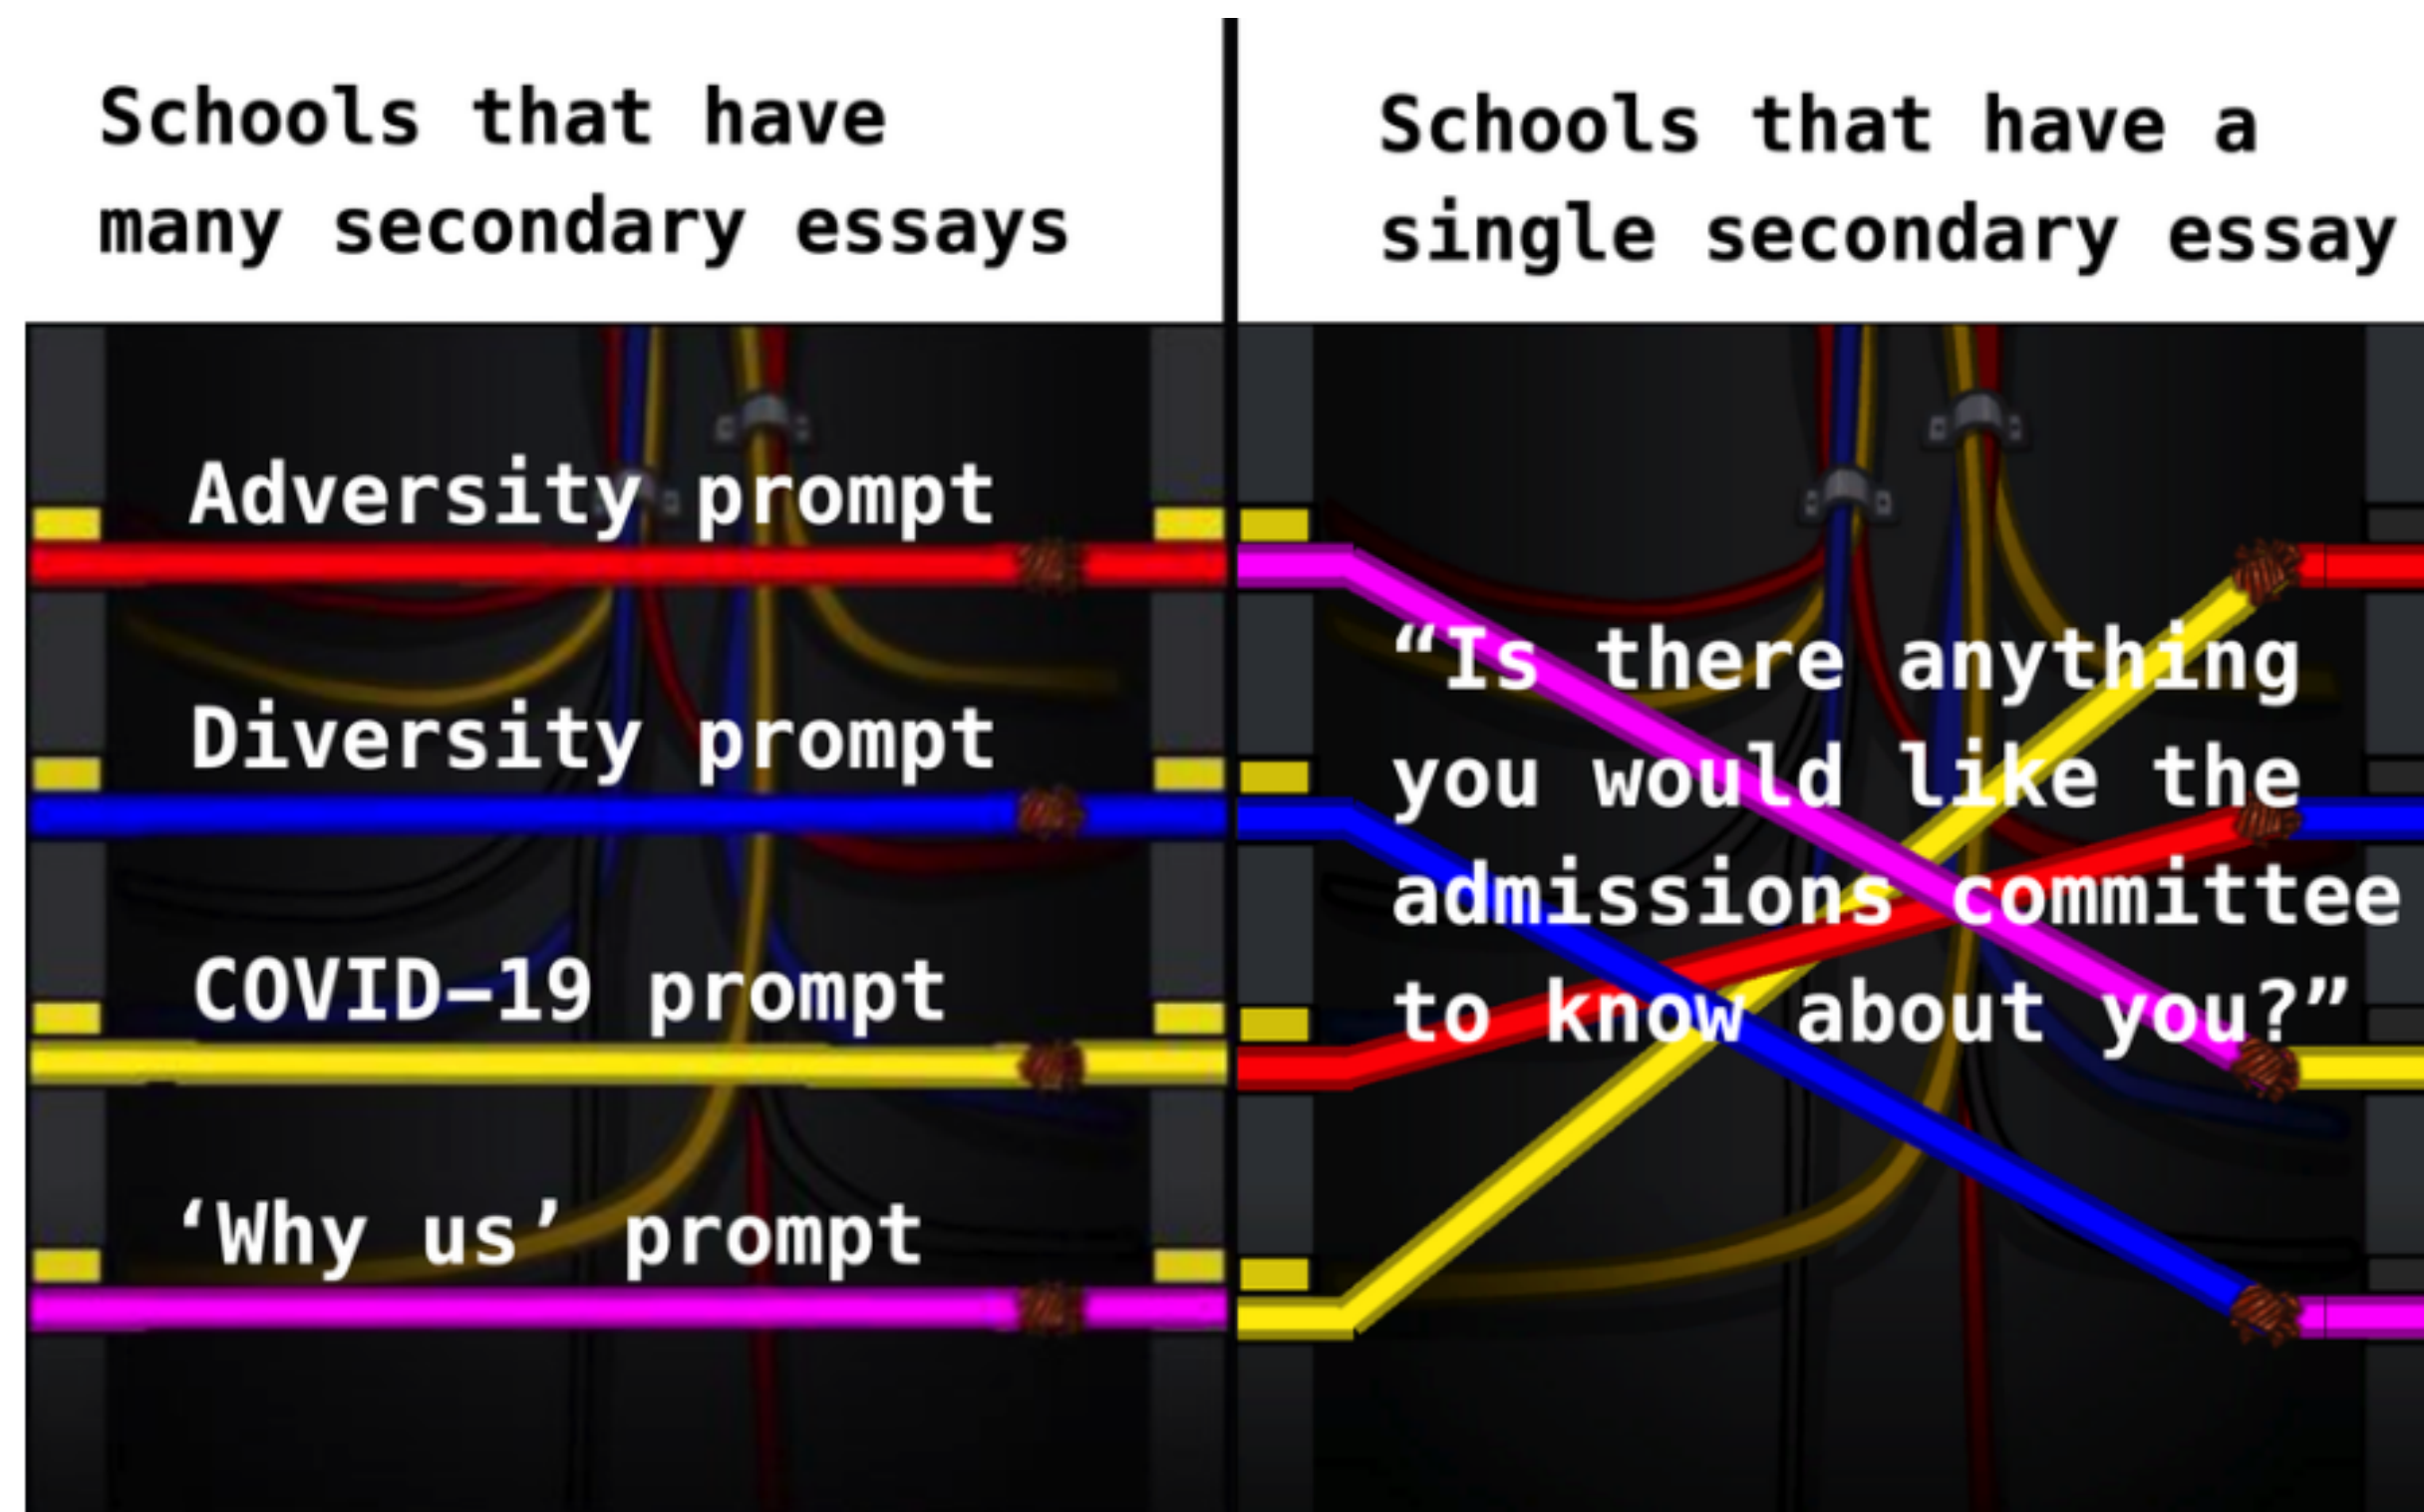 Schools that have
many secondary essays
Adversity prompt
Diversity prompt
COVID–19 prompt
‘Why us’ prompt
Schools that have a
single secondary essay
“Is there anything
you would like the
admissions committee
to know about you?”